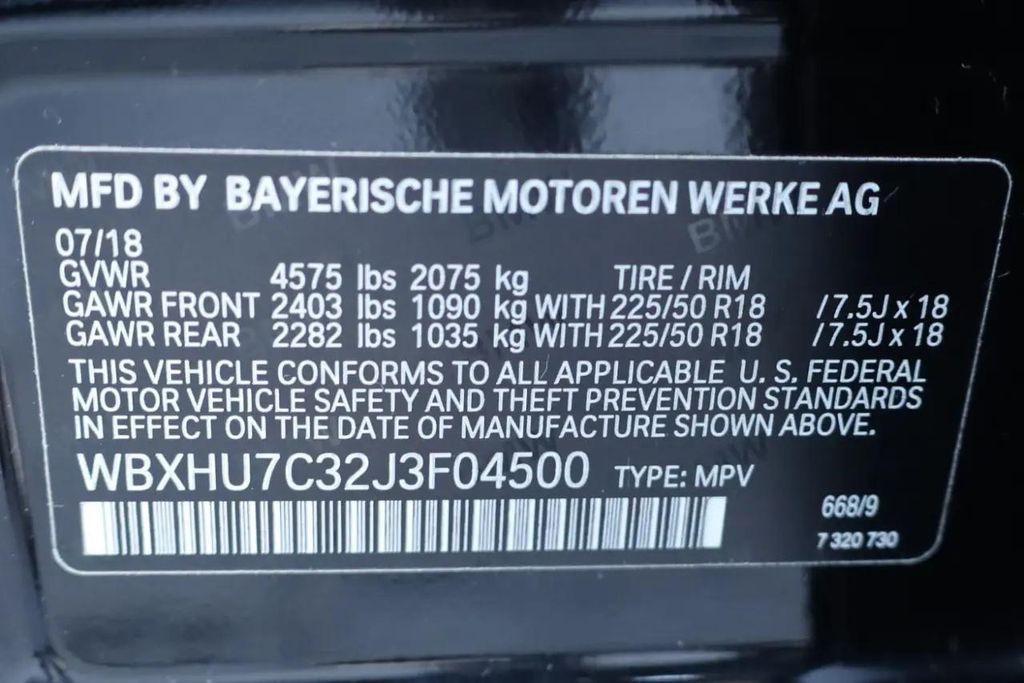 MFD BY BAYERISCHE MOTOREN WERKE AG
07/18
GVWR 4575 lbs 2075 kg TIRE / RIM
GAWR FRONT 2403 lbs 1090 kg WITH 225/50 R18 /7.5J x 18
GAWR REAR 2282 lbs 1035 kg WITH 225/50 R18 /7.5J x 18
THIS VEHICLE CONFORMS TO ALL APPLICABLE U. S. FEDERAL
MOTOR VEHICLE SAFETY AND THEFT PREVENTION STANDARDS
IN EFFECT ON THE DATE OF MANUFACTURE SHOWN ABOVE.
WBXHU7C32J3F04500 TYPE: MPV
668/9
7 320 730